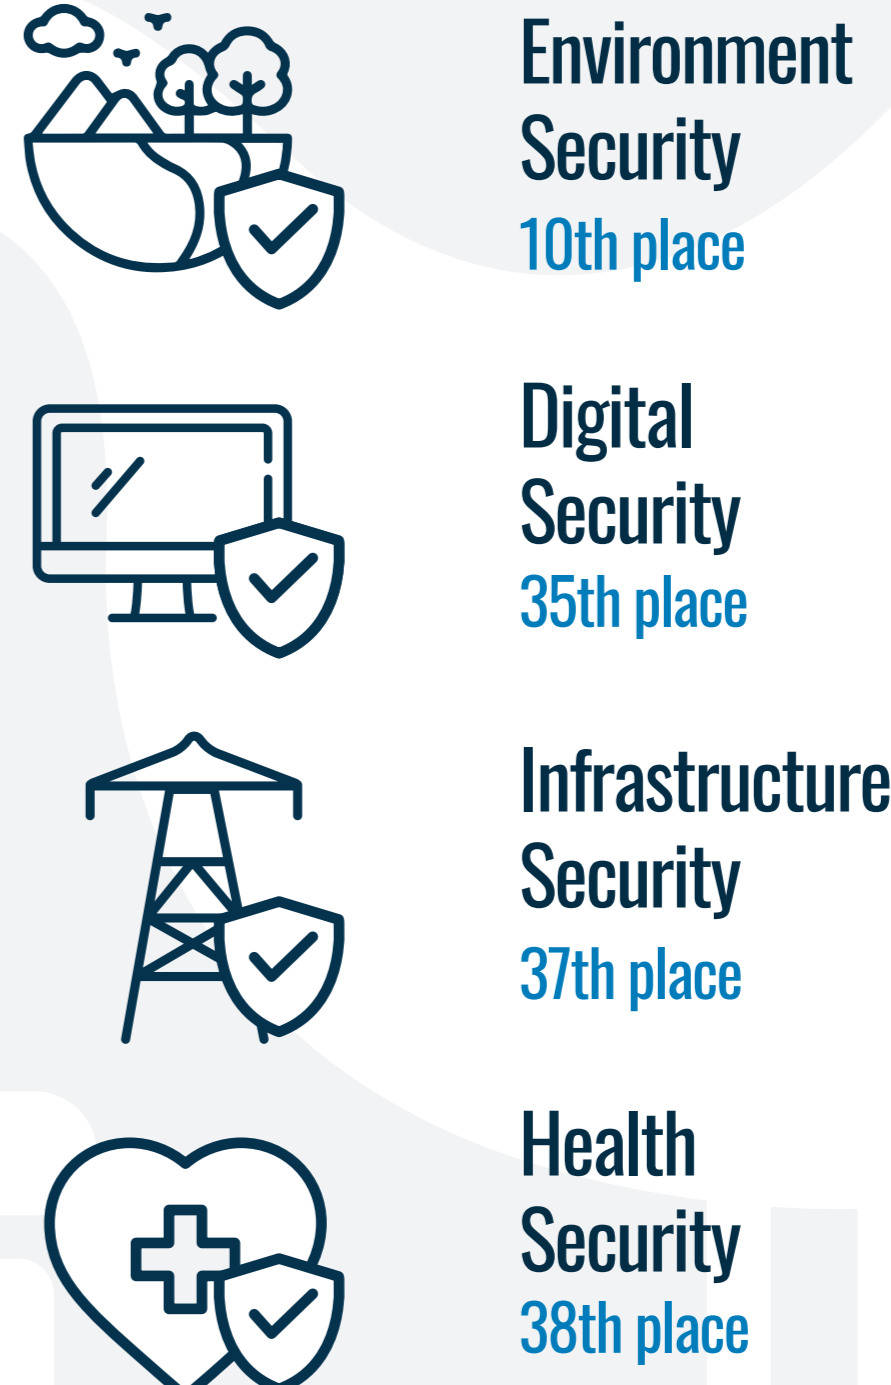 Environment
Security
10th place
Digital
Security
35th place
Infrastructure
Security
37th place
Health
Security
38th place